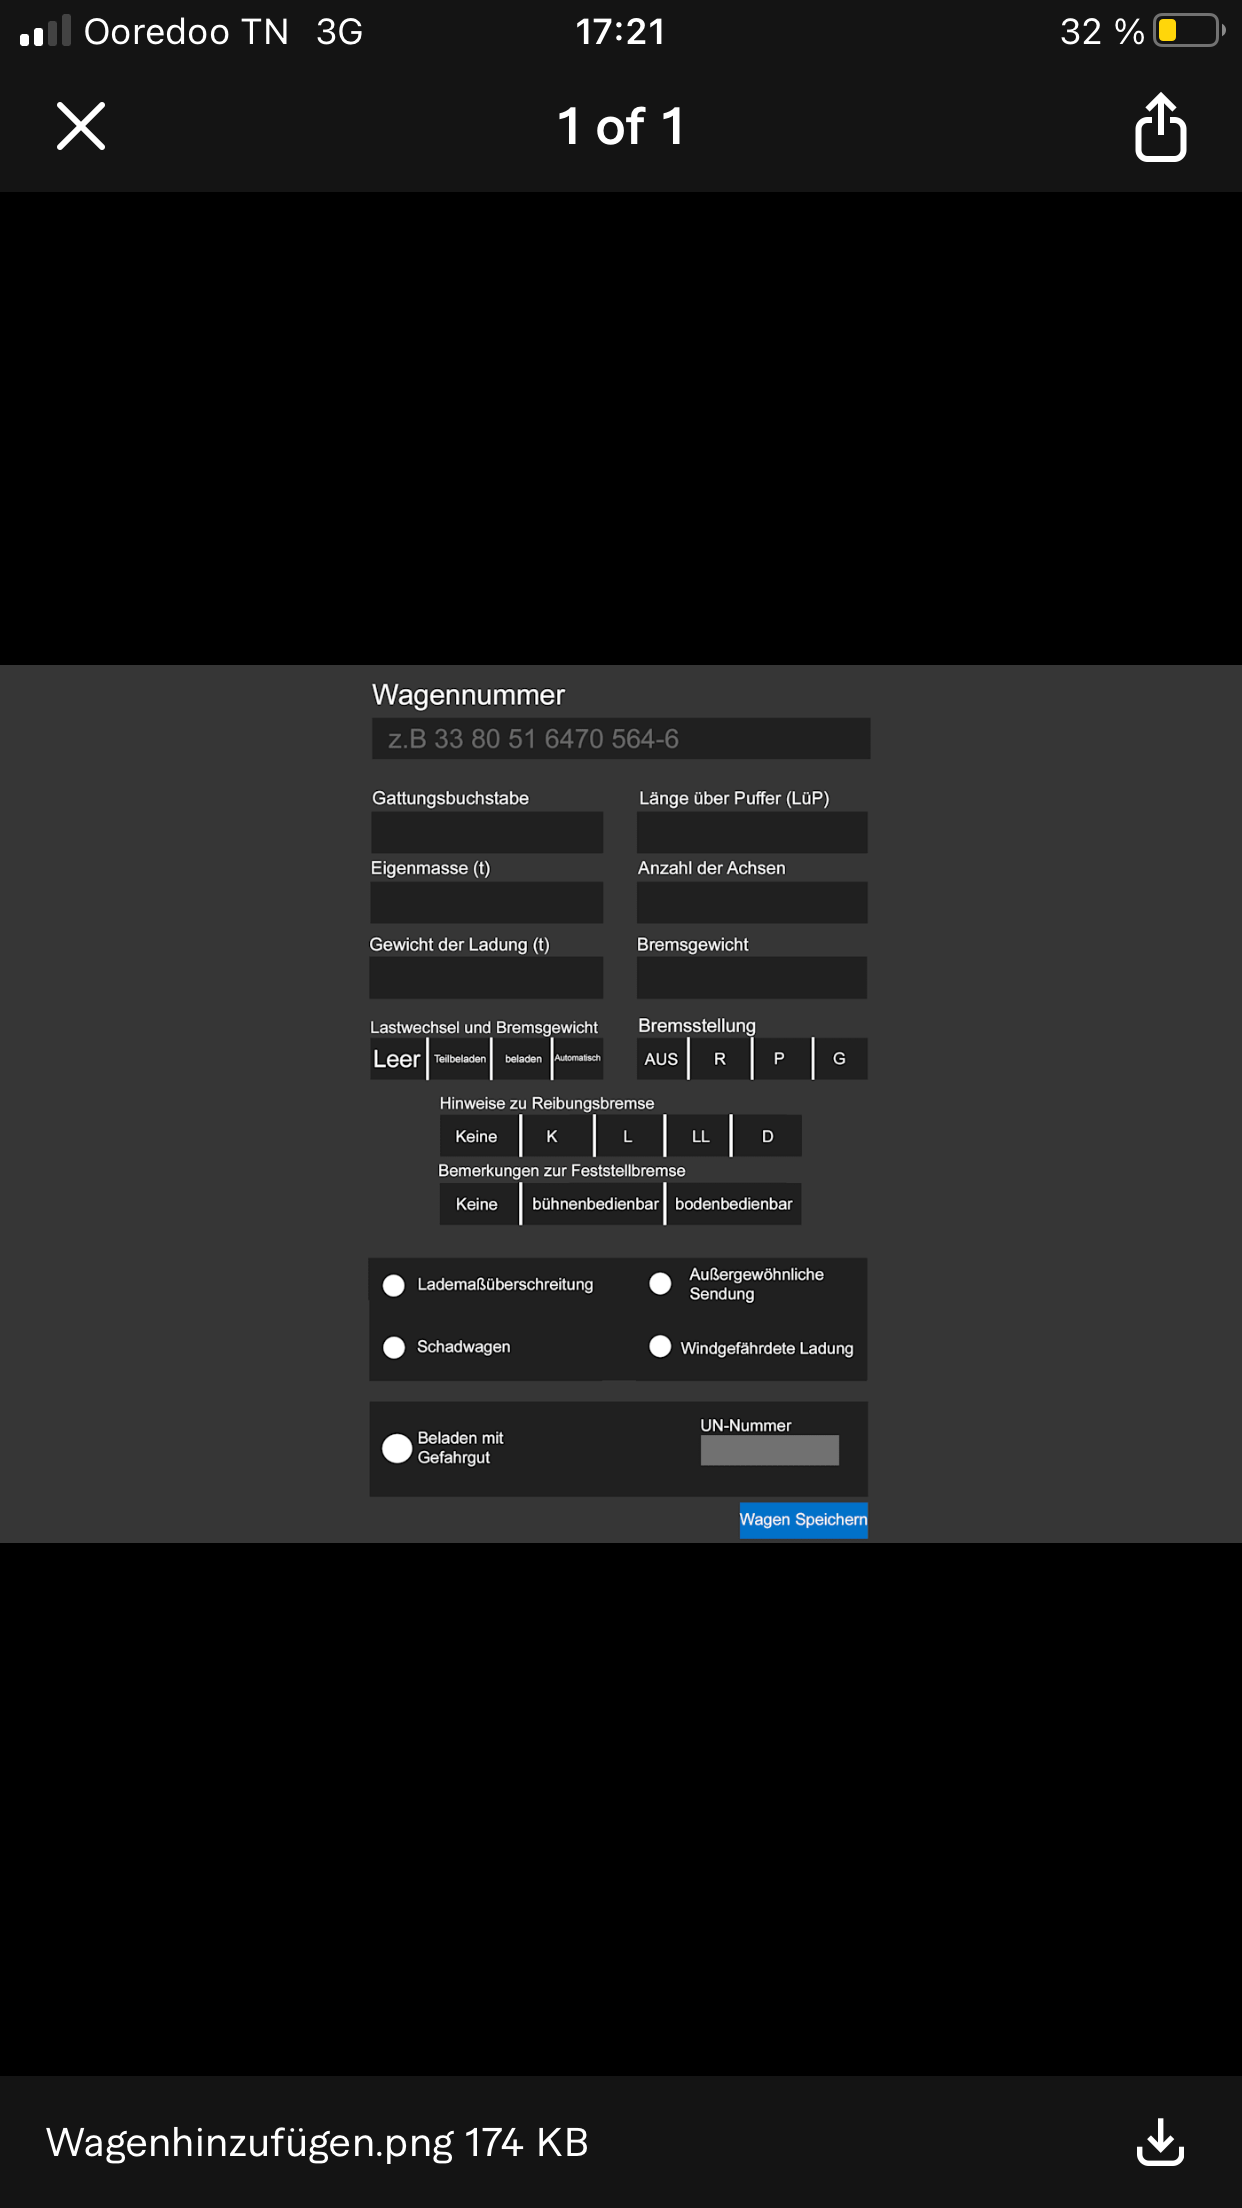 Ooredoo TN 3G 17:21 32 %
1 of 1
Wagennummer
z.B 33 80 51 6470 564-6
Gattungsbuchstabe Länge über Puffer (LüP)
Eigenmasse (t) Anzahl der Achsen
Gewicht der Ladung (t) Bremsgewicht
Lastwechsel und Bremsgewicht Bremsstellung
Leer Teilbeladen beladen Automatisch AUS R P G
Hinweise zu Reibungsbremse
Keine K L LL D
Bemerkungen zur Feststellbremse
Keine bühnenbedienbar bodenbedienbar
Lademaßüberschreitung Außergewöhnliche
Sendung
Schadwagen Windgefährdete Ladung
UN-Nummer
Beladen mit
Gefahrgut
Wagen Speichern
Wagenhinzufügen.png 174 KB